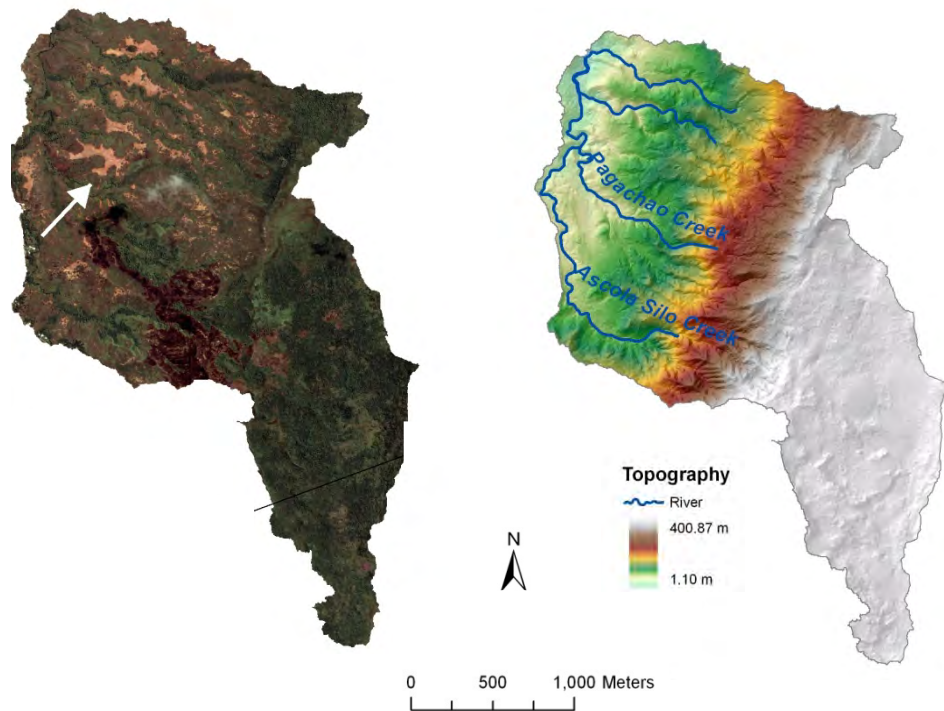 Pagachao Creek
Ascola Silo Creek
Topography
River
400.87 m
1.10 m
N
0 500 1,000 Meters